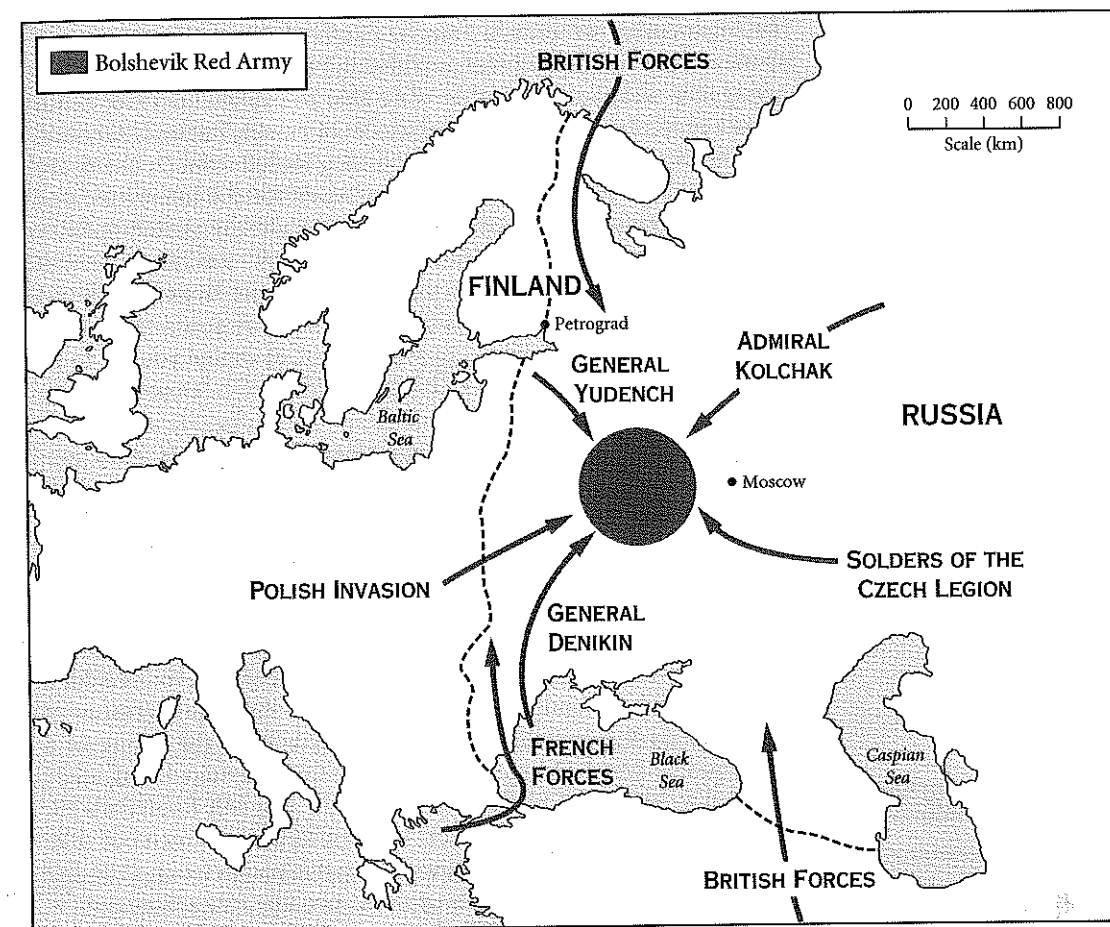 Bolshevik Red Army
BRITISH FORCES
0 200 400 600 800
Scale (km)
FINLAND
Petrograd
GENERAL
YUDENCH
ADMIRAL
KOLCHAK
RUSSIA
Baltic
Sea
Moscow
POLISH INVASION
SOLDERS OF THE
CZECH LEGION
GENERAL
DENIKIN
FRENCH
FORCES
Black
Sea
Caspian
Sea
BRITISH FORCES